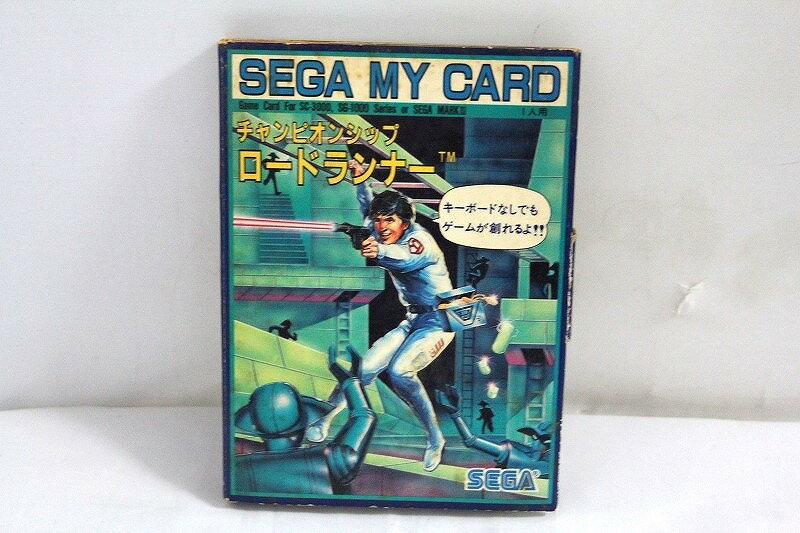 SEGA MY CARD
Game Card For SC-3000, SG-1000 Series or SEGA MARKIII
1人用
チャンピオンシップ
ロードランナー™
キーボードなしでも
ゲームが創れるよ!!
SEGA®